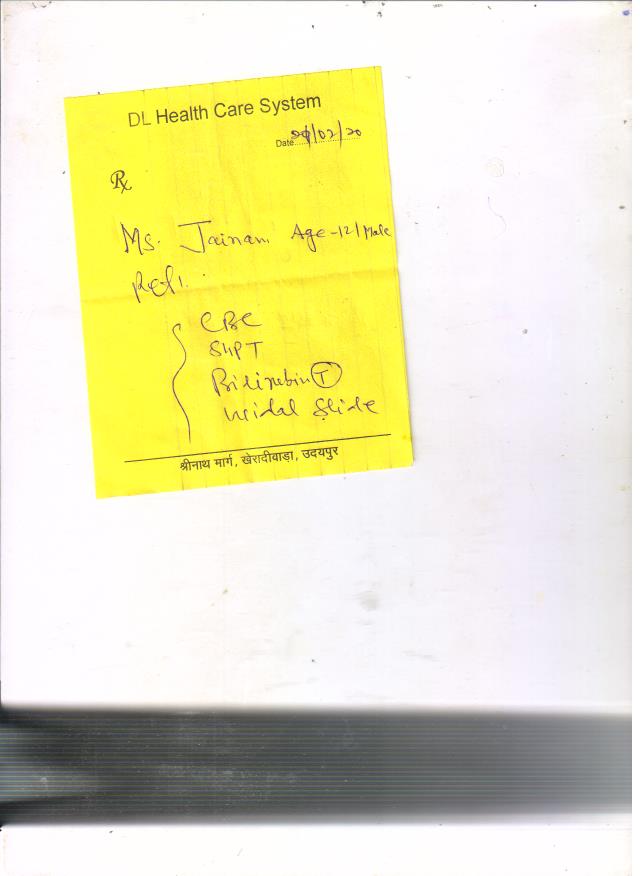 DL Health Care System
Date....../02/20
Rx
Ms. Jainam Age-12/Male
Ref.
CBC
SGPT
Bilirubin T
widal Slide
श्रीनाथ मार्ग, खेरादीवाड़ा, उदयपुर